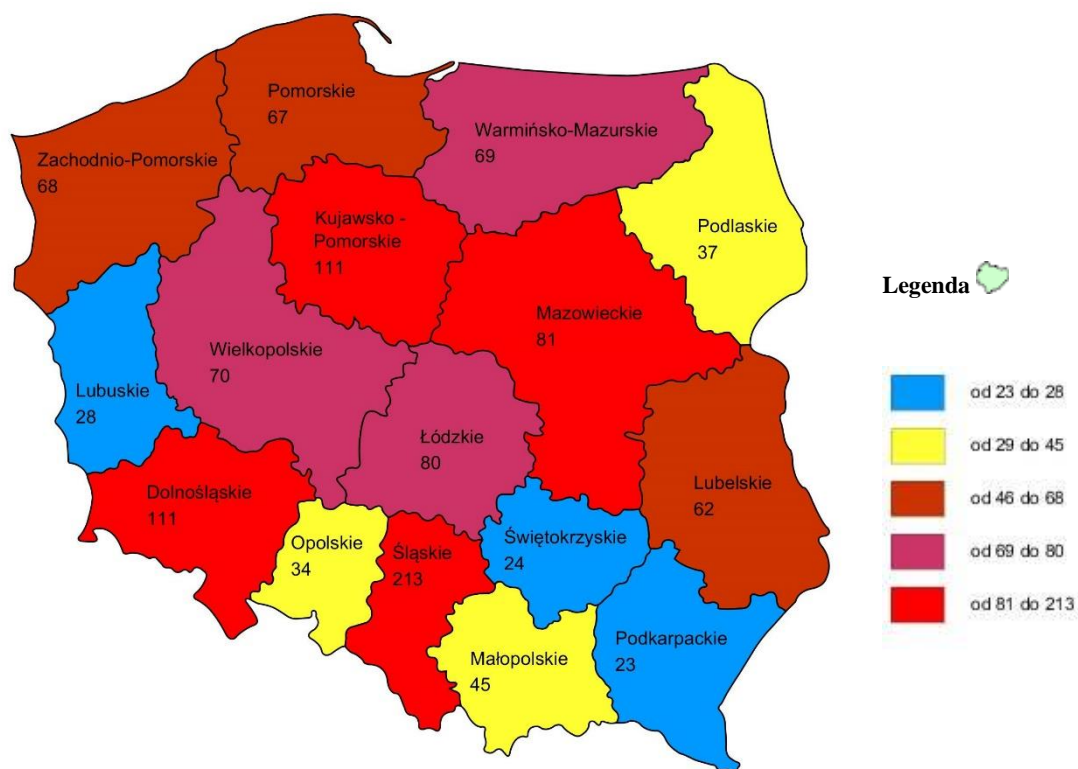 Pomorskie
67
Warmińsko-Mazurskie
69
Zachodnio-Pomorskie
68
Kujawsko -
Pomorskie
111
Podlaskie
37
Mazowieckie
81
Wielkopolskie
70
Lubuskie
28
Łódzkie
80
Lubelskie
62
Dolnośląskie
111
Opolskie
34
Śląskie
213
Świętokrzyskie
24
Małopolskie
45
Podkarpackie
23
Legenda
od 23 do 28
od 29 do 45
od 46 do 68
od 69 do 80
od 81 do 213